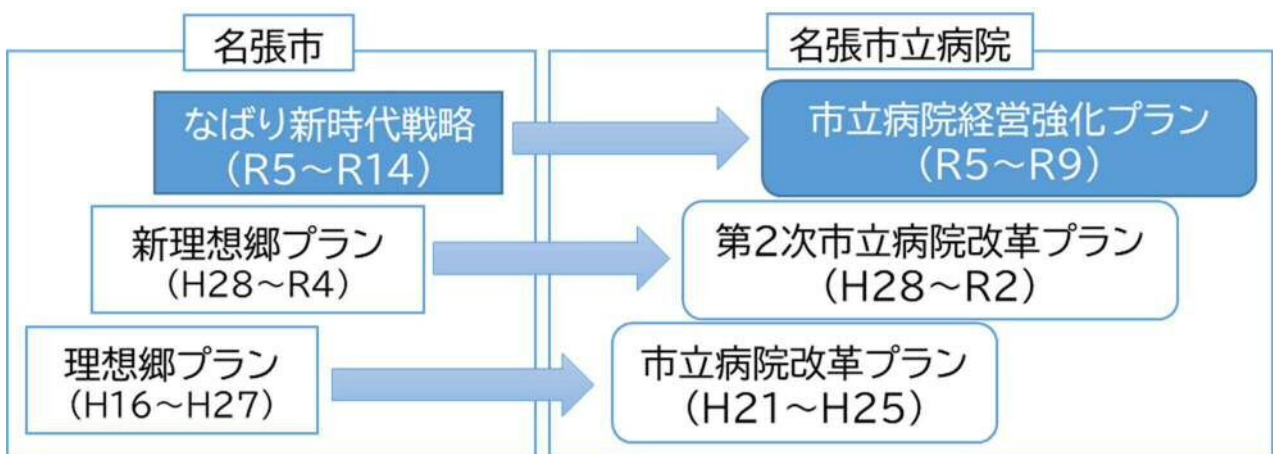 名張市
名張市立病院
なばり新時代戦略
(R5～R14)
市立病院経営強化プラン
(R5～R9)
新理想郷プラン
(H28～R4)
第2次市立病院改革プラン
(H28～R2)
理想郷プラン
(H16～H27)
市立病院改革プラン
(H21～H25)